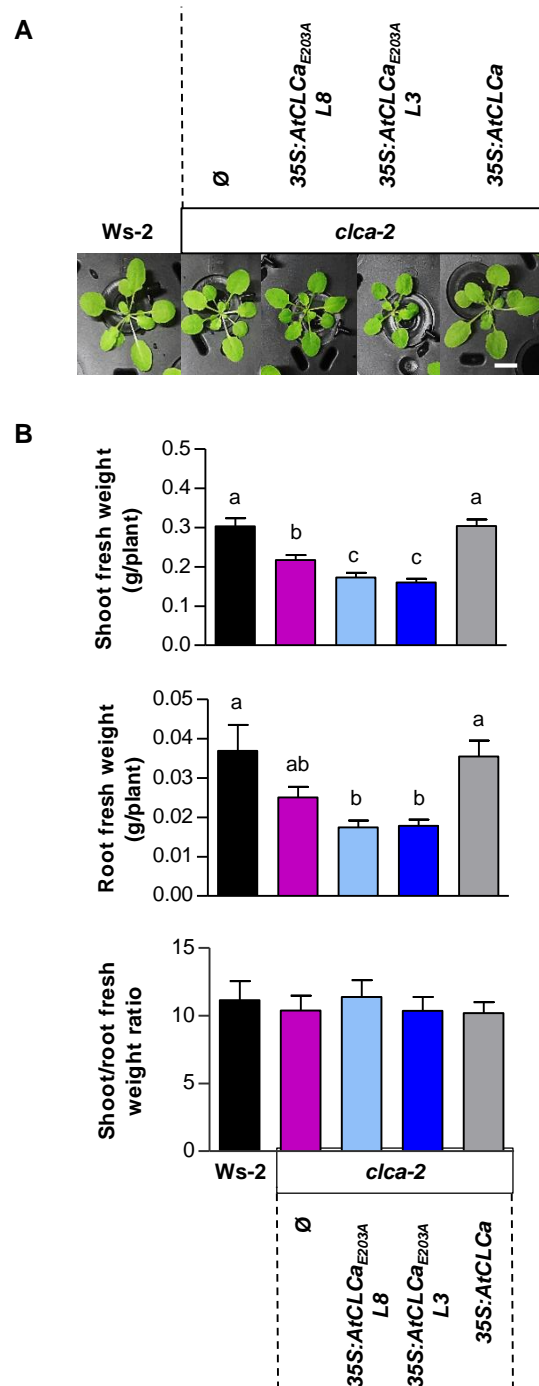 A
Ø
35S:AtCLCaE203A
L8
35S:AtCLCaE203A
L3
35S:AtCLCa
Ws-2
clca-2
B
Shoot fresh weight
(g/plant)
0.5
0.4
0.3
0.2
0.1
0.0
a
b
c
c
a
Root fresh weight
(g/plant)
0.05
0.04
0.03
0.02
0.01
0.00
a
ab
b
b
a
Shoot/root fresh
weight ratio
15
10
5
0
Ws-2
clca-2
Ø
35S:AtCLCaE203A
L8
35S:AtCLCaE203A
L3
35S:AtCLCa